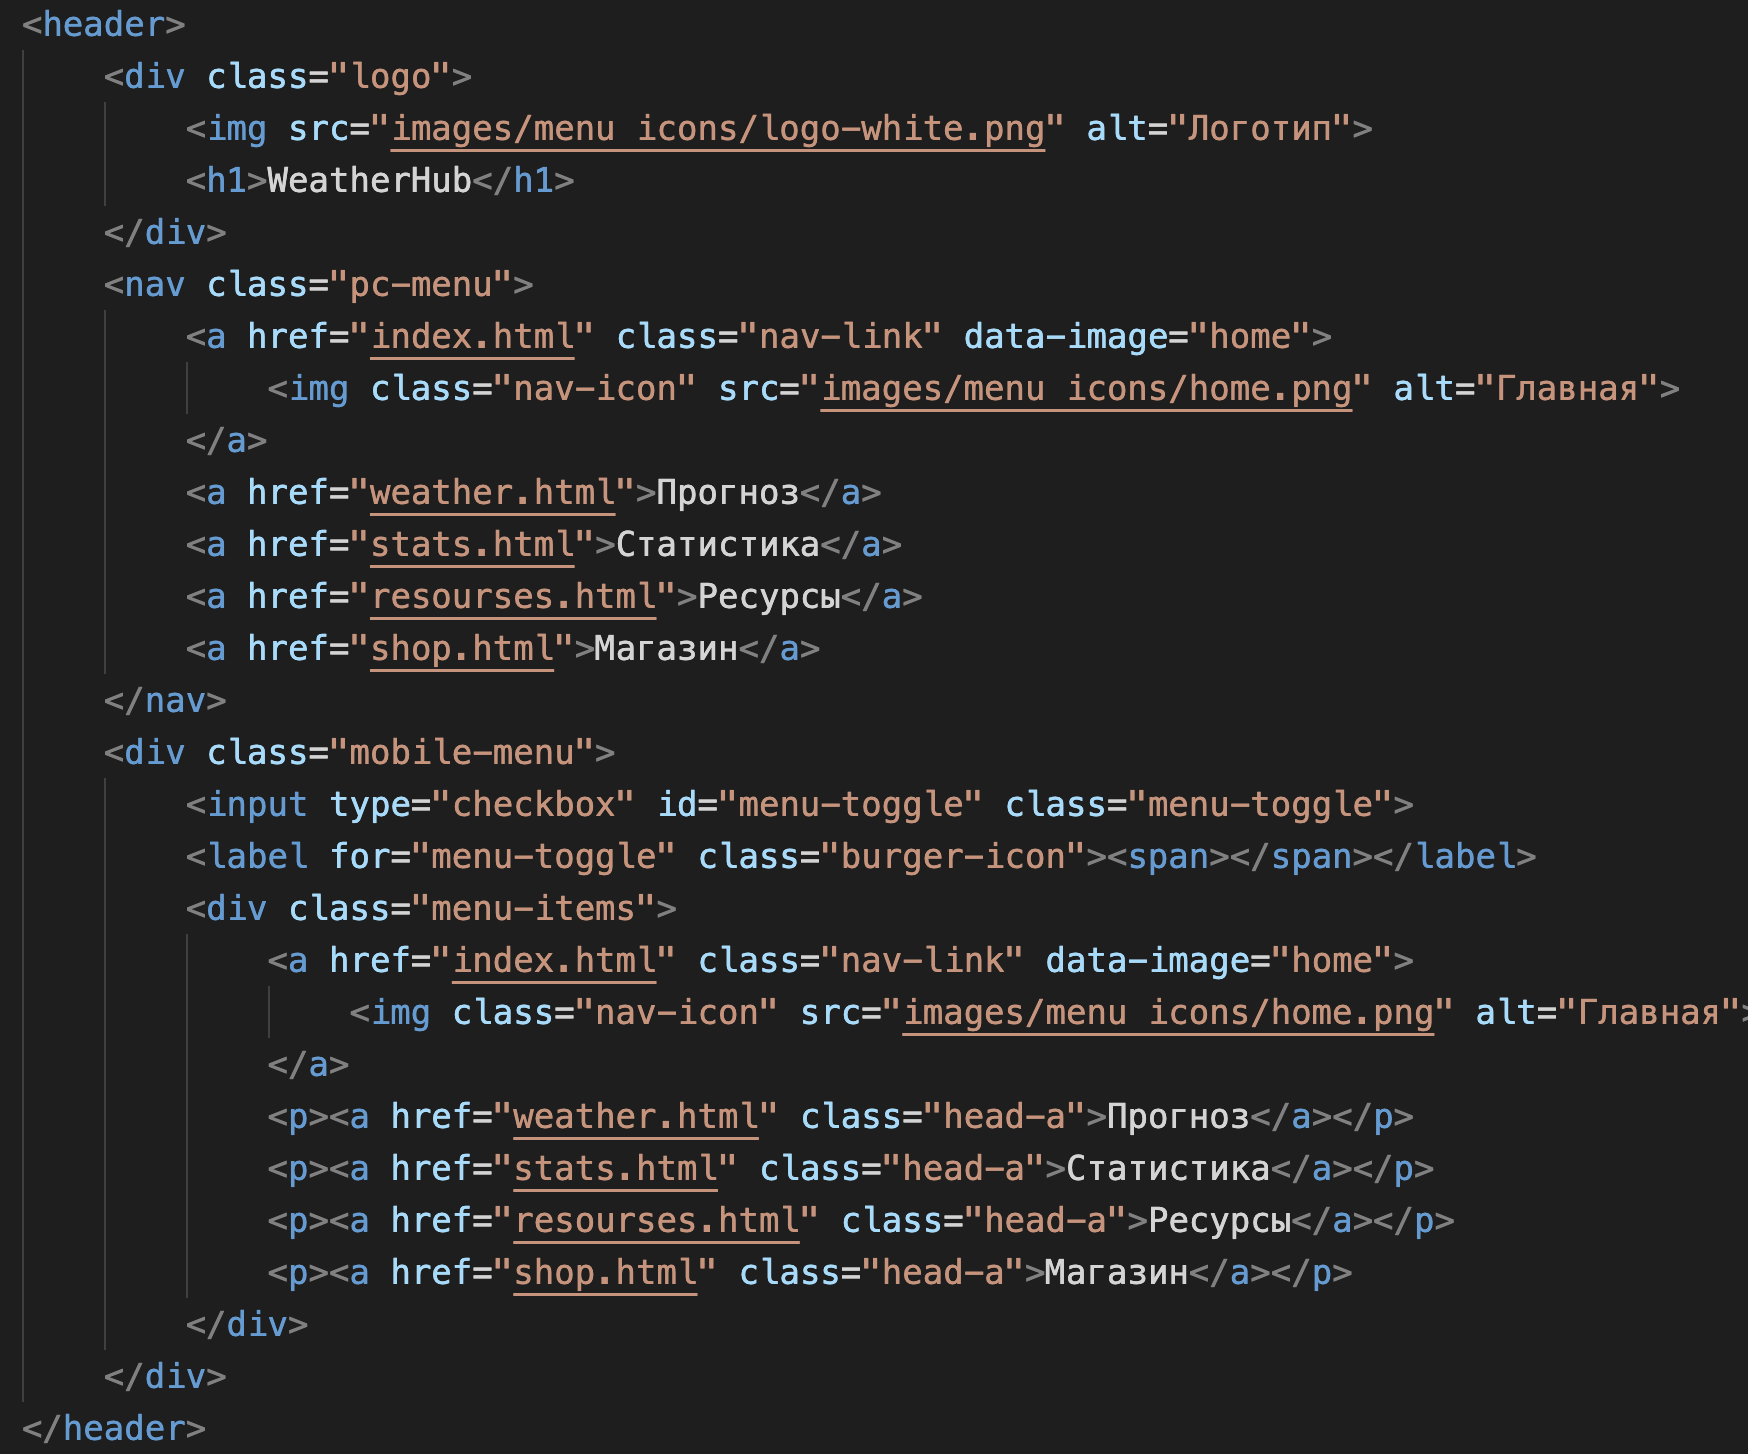 <header>
<div class="logo">
<img src="images/menu icons/logo-white.png" alt="Логотип">
<h1>WeatherHub</h1>
</div>
<nav class="pc-menu">
<a href="index.html" class="nav-link" data-image="home">
<img class="nav-icon" src="images/menu icons/home.png" alt="Главная">
</a>
<a href="weather.html">Прогноз</a>
<a href="stats.html">Статистика</a>
<a href="resourses.html">Ресурсы</a>
<a href="shop.html">Магазин</a>
</nav>
<div class="mobile-menu">
<input type="checkbox" id="menu-toggle" class="menu-toggle">
<label for="menu-toggle" class="burger-icon"><span></span></label>
<div class="menu-items">
<a href="index.html" class="nav-link" data-image="home">
<img class="nav-icon" src="images/menu icons/home.png" alt="Главная">
</a>
<p><a href="weather.html" class="head-a">Прогноз</a></p>
<p><a href="stats.html" class="head-a">Статистика</a></p>
<p><a href="resourses.html" class="head-a">Ресурсы</a></p>
<p><a href="shop.html" class="head-a">Магазин</a></p>
</div>
</div>
</header>